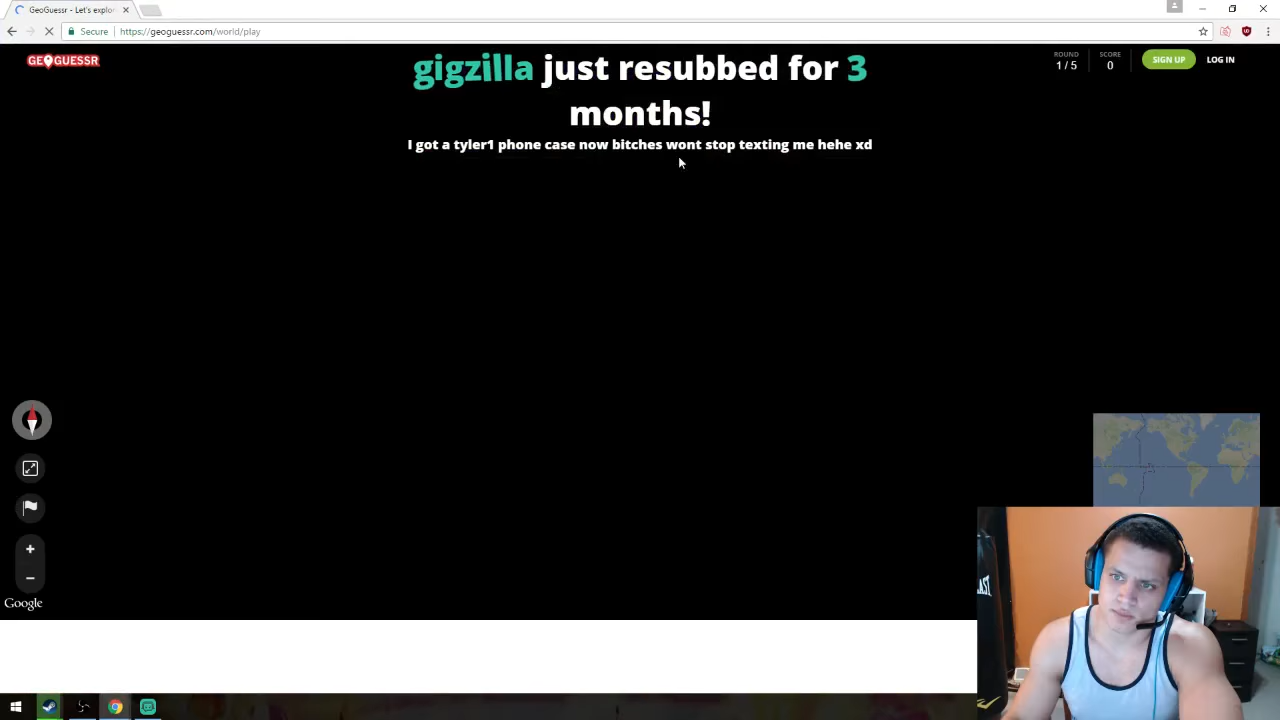 GeoGuessr - Let's explo
Secure https://geoguessr.com/world/play
GEOGUESSR
gigzilla just resubbed for 3
months!
I got a tyler1 phone case now bitches wont stop texting me hehe xd
ROUND
1 / 5
SCORE
0
SIGN UP
LOG IN
+
−
Google